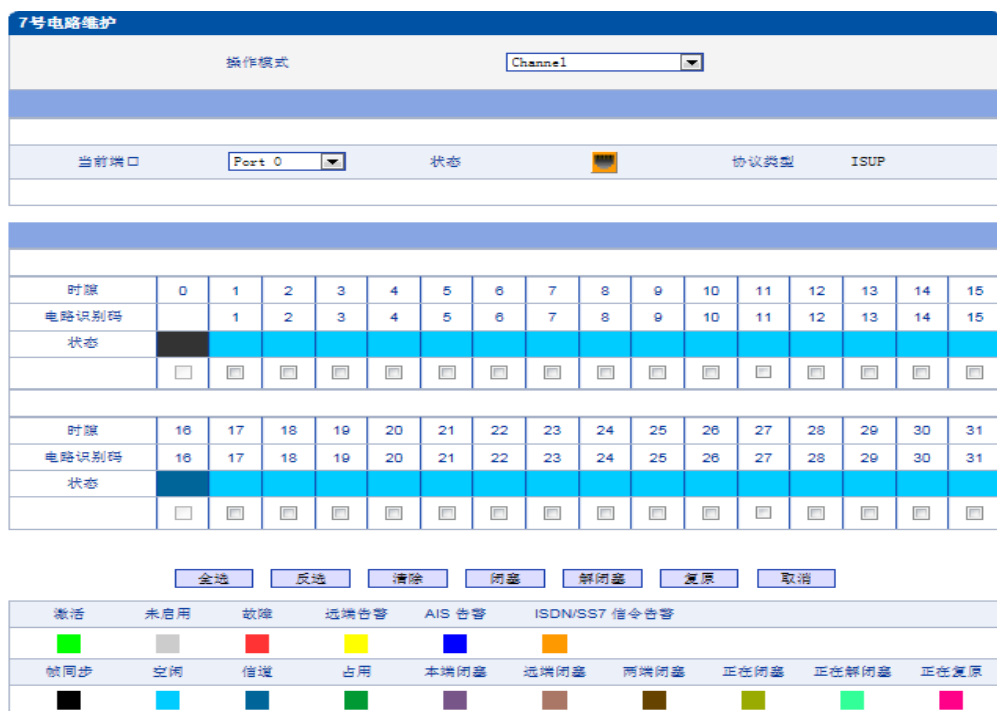 7号电路维护
操作模式 Channel
当前端口 Port 0 状态 协议类型 ISUP
时隙 0 1 2 3 4 5 6 7 8 9 10 11 12 13 14 15
电路识别码 1 2 3 4 5 6 7 8 9 10 11 12 13 14 15
状态
时隙 16 17 18 19 20 21 22 23 24 25 26 27 28 29 30 31
电路识别码 16 17 18 19 20 21 22 23 24 25 26 27 28 29 30 31
状态
全选 反选 清除 闭塞 解闭塞 复原 取消
激活 未启用 故障 远端告警 AIS 告警 ISDN/SS7 信令告警
帧同步 空闲 信道 占用 本端闭塞 远端闭塞 两端闭塞 正在闭塞 正在解闭塞 正在复原